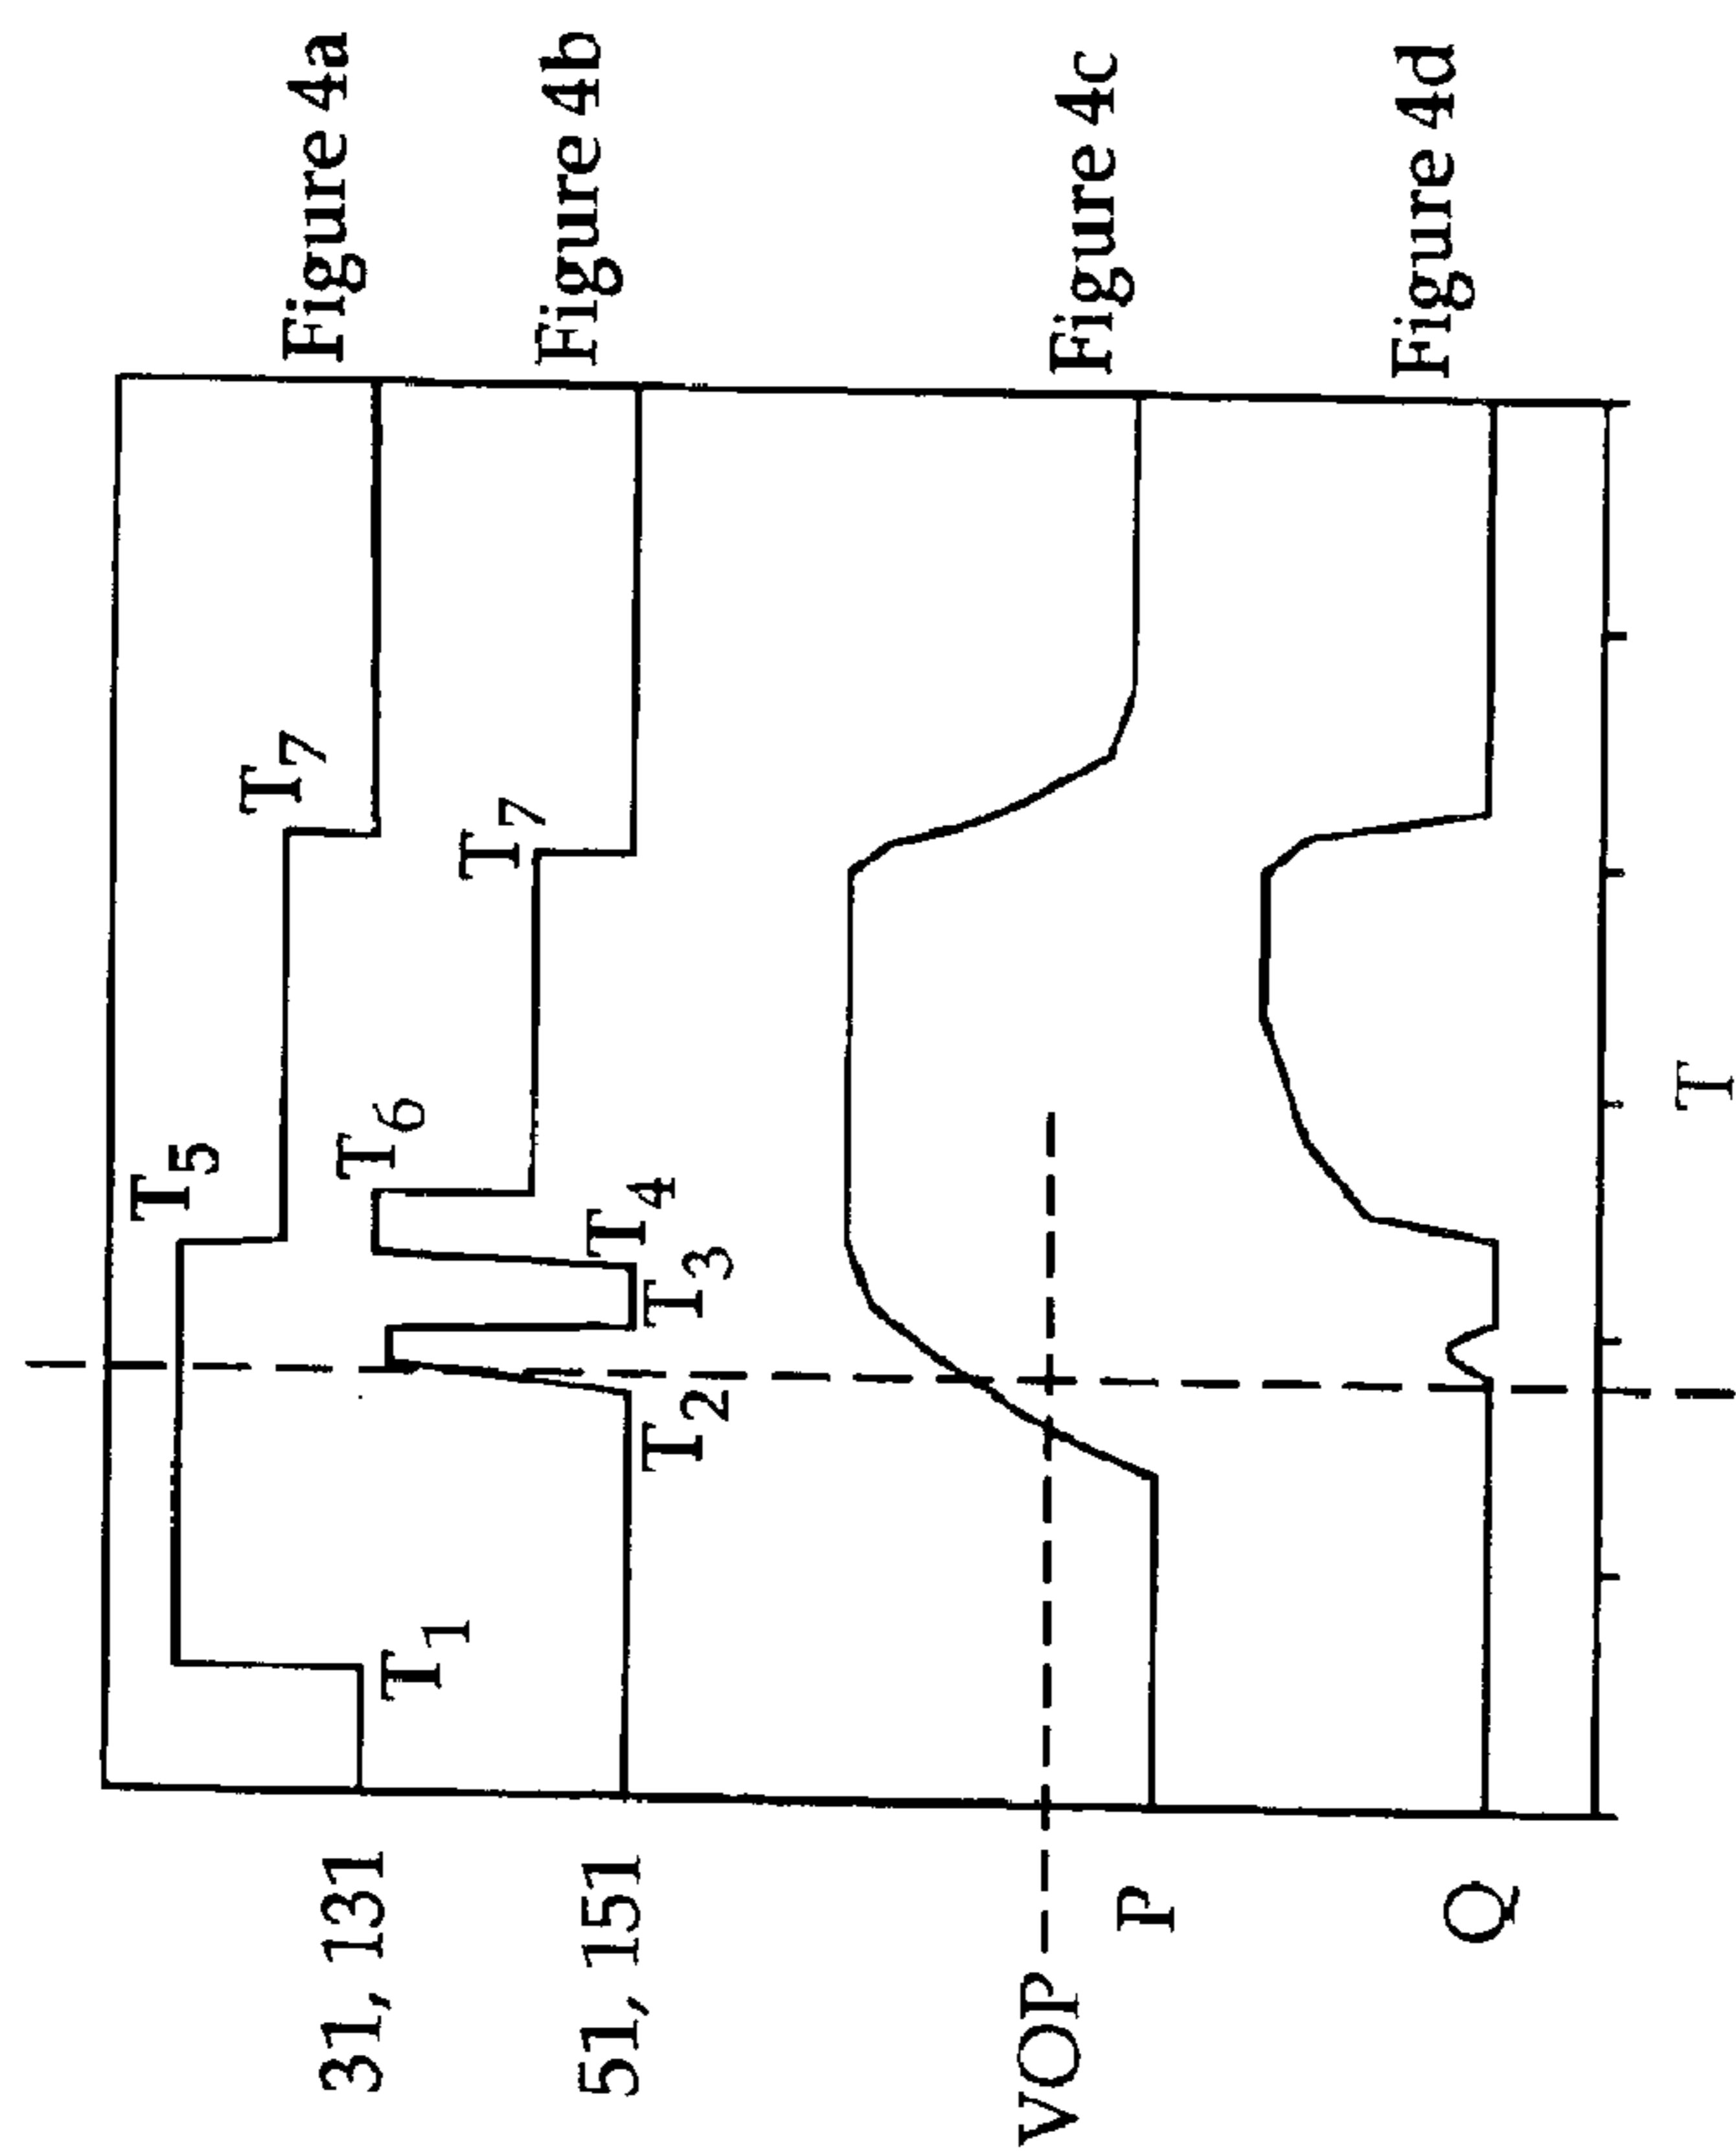 Figure 4a
Figure 4b
Figure 4c
Figure 4d
31, 131
51, 151
VOP
P
Q
T1
T2
T3
T4
T5
T6
T7
T7
T